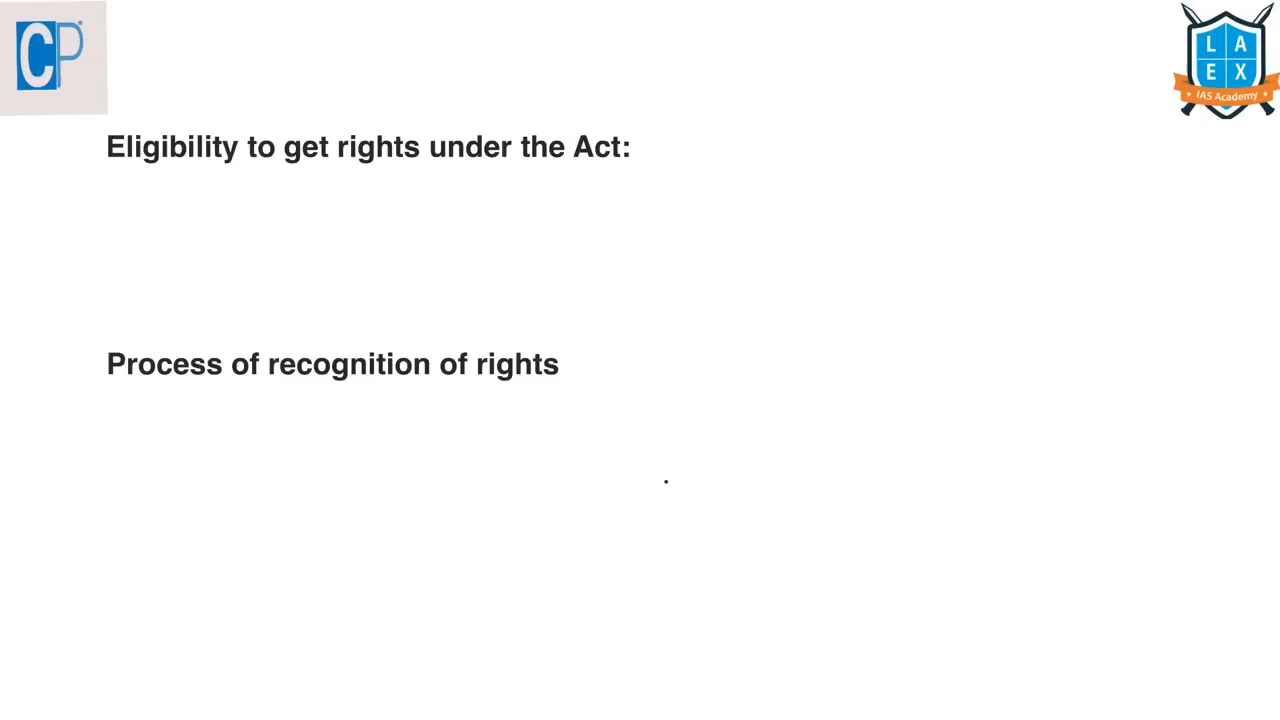 CP
L A
E X
IAS Academy
Eligibility to get rights under the Act:
Process of recognition of rights
.